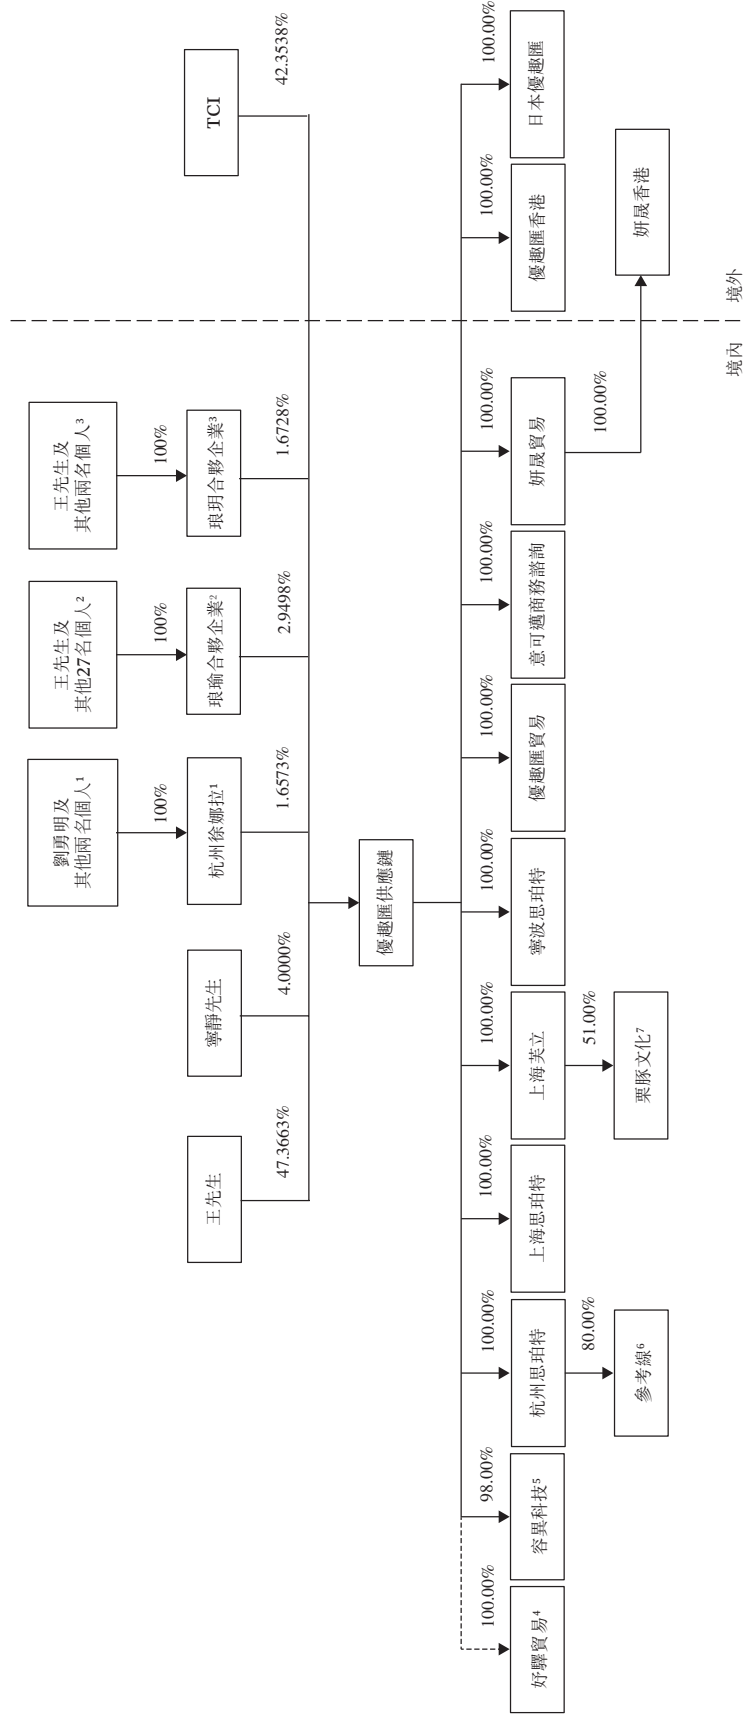 王先生
47.3663%
寧靜先生
4.0000%
劉勇明及
其他兩名個人¹
100%
杭州徐娜拉¹
1.6573%
王先生及
其他27名個人²
100%
琅瑜合夥企業²
2.9498%
王先生及
其他兩名個人³
100%
琅玥合夥企業³
1.6728%
TCI
42.3538%
優趣匯供應鏈
100.00%
妤驛貿易⁴
98.00%
容異科技⁵
100.00%
杭州思珀特
80.00%
參考線⁶
100.00%
上海思珀特
100.00%
上海芙立
51.00%
栗豚文化⁷
100.00%
寧波思珀特
100.00%
優趣匯貿易
100.00%
意可邁商務諮詢
100.00%
妍晟貿易
100.00%
妍晟香港
100.00%
優趣匯香港
100.00%
日本優趣匯
境內
境外